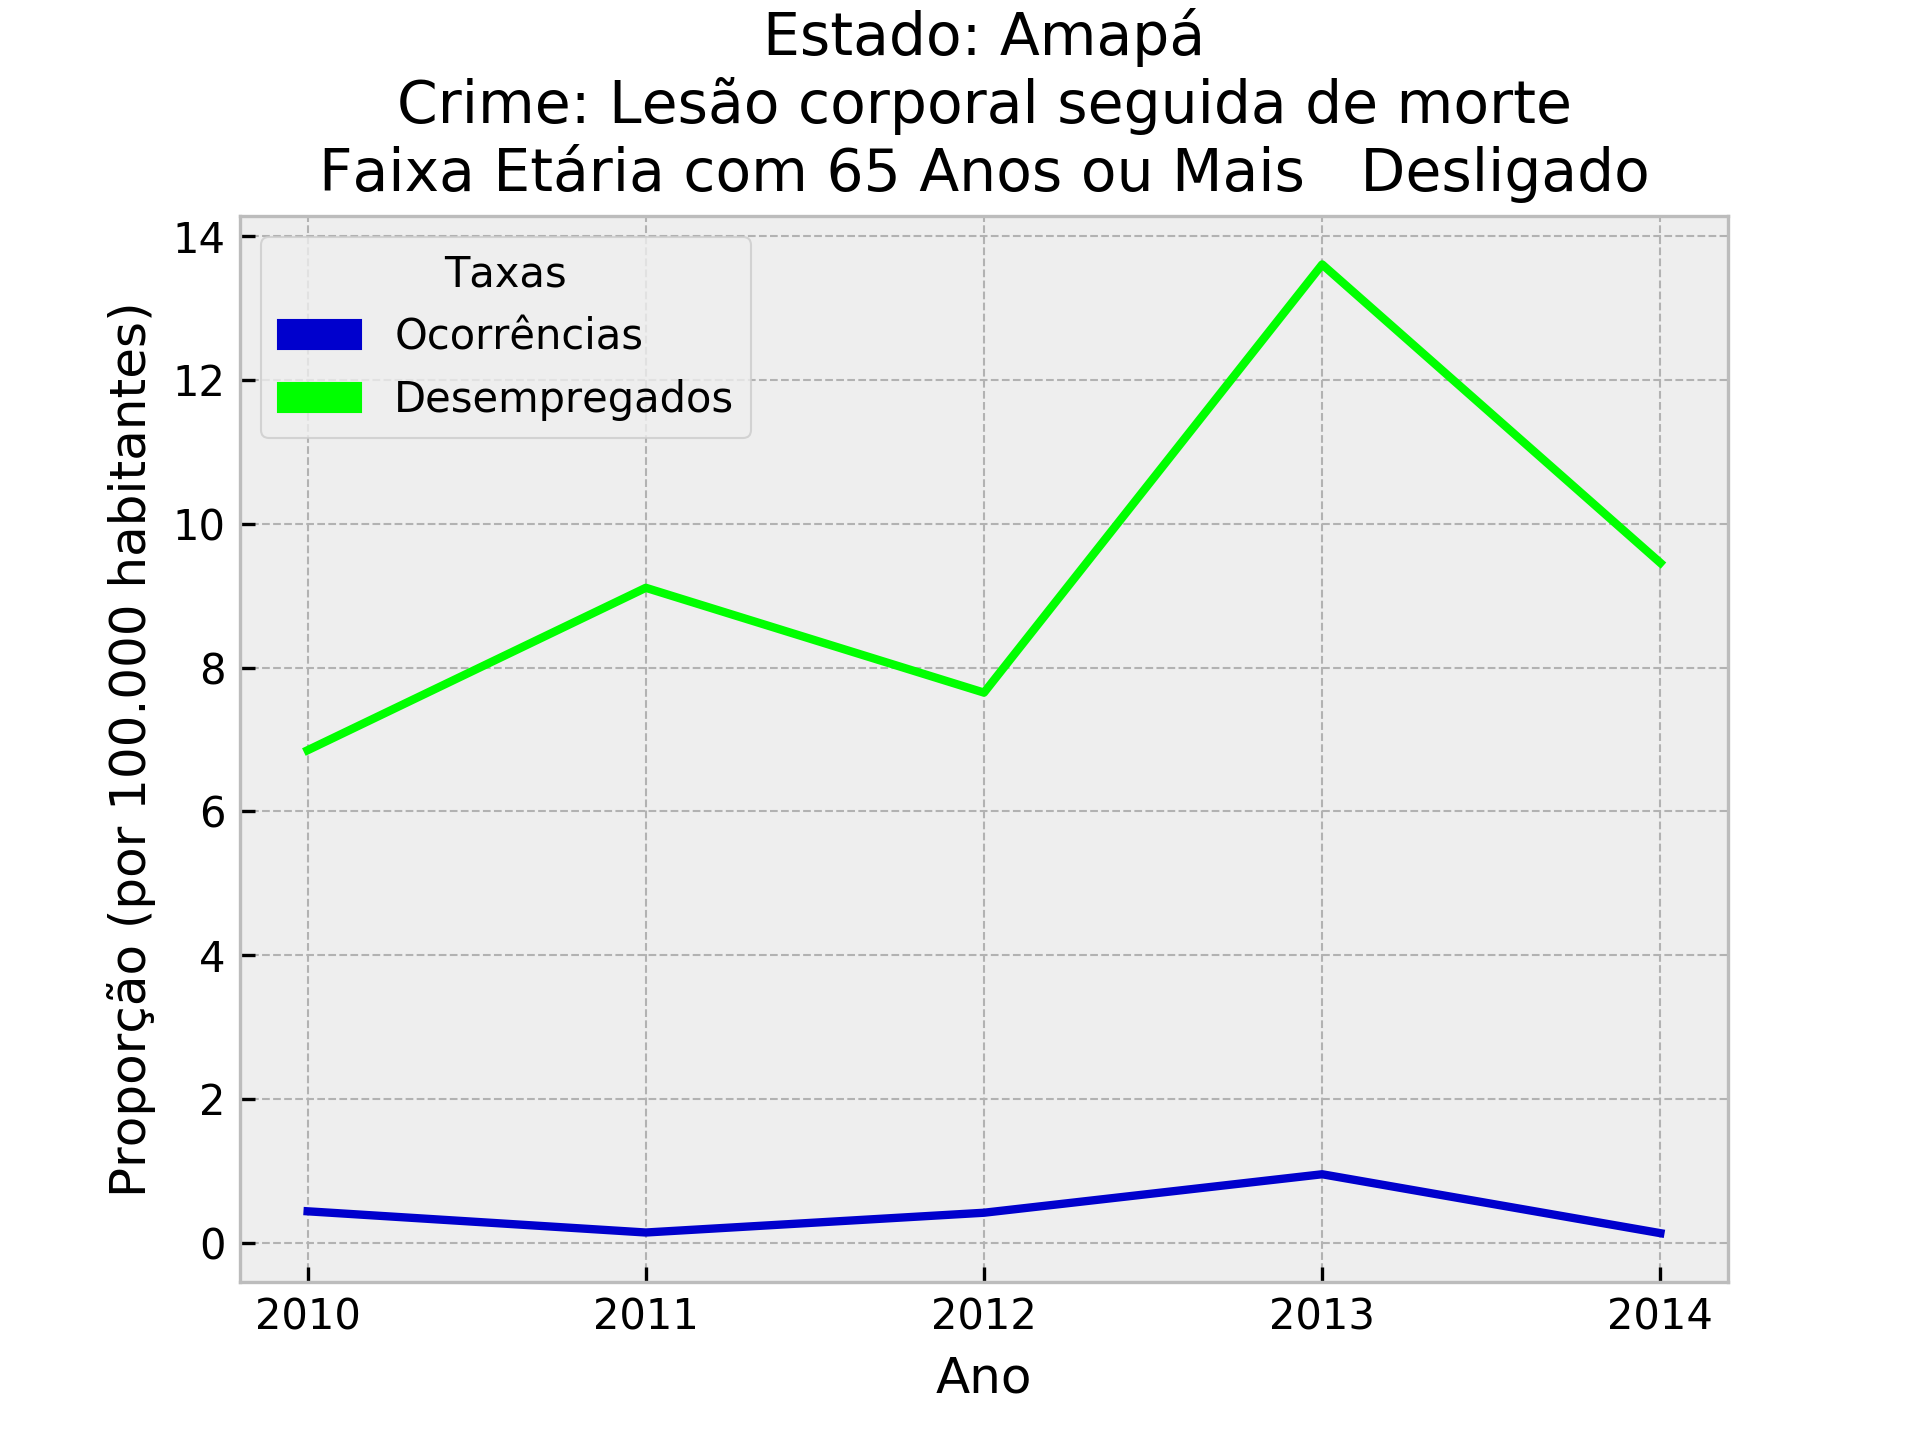 Estado: Amapá
Crime: Lesão corporal seguida de morte
Faixa Etária com 65 Anos ou Mais   Desligado
Proporção (por 100.000 habitantes)
14
12
10
8
6
4
2
0
Taxas
Ocorrências
Desempregados
2010 2011 2012 2013 2014
Ano